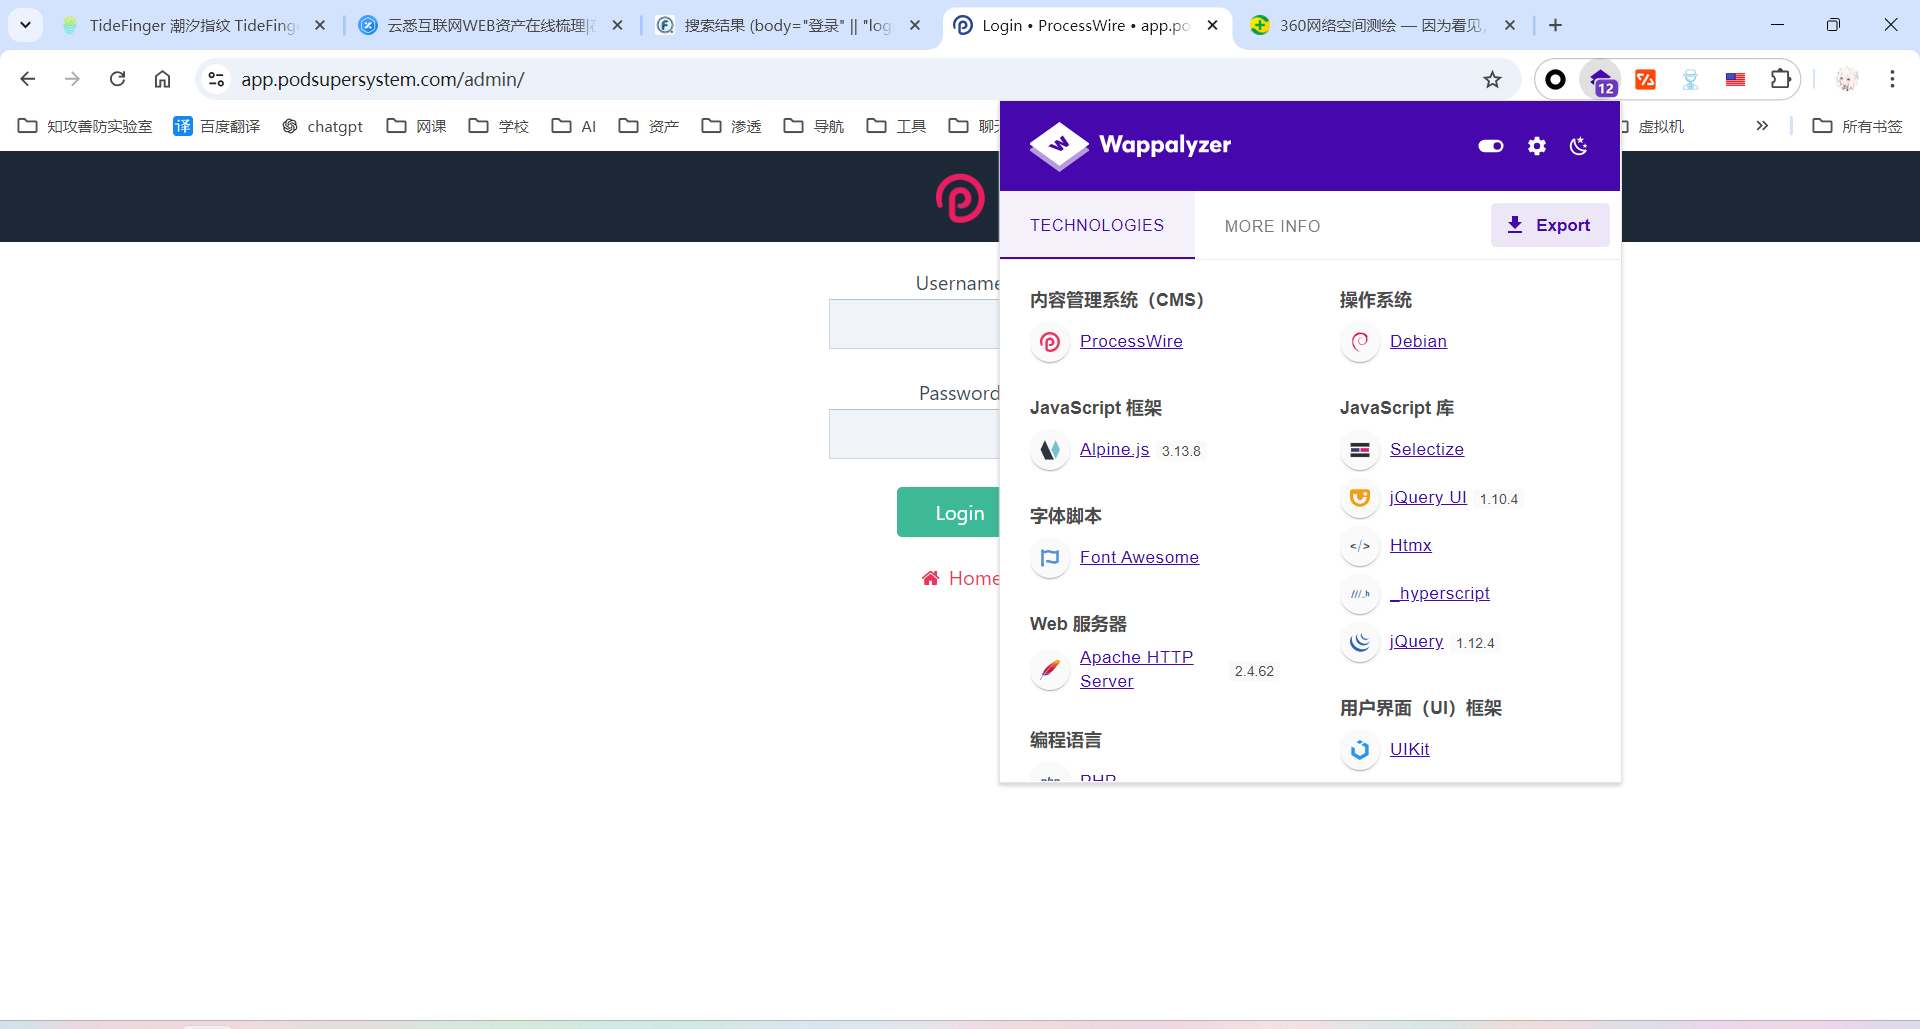 TideFinger 潮汐指纹 TideFing
云悉互联网WEB资产在线梳理|在
搜索结果 (body="登录" || "log
Login • ProcessWire • app.po
360网络空间测绘 — 因为看见,
app.podsupersystem.com/admin/
12
知攻善防实验室
百度翻译
chatgpt
网课
学校
AI
资产
渗透
导航
工具
聊天
虚拟机
所有书签
Wappalyzer
TECHNOLOGIES
MORE INFO
Export
Username
Password
Login
Home
内容管理系统（CMS）
ProcessWire
JavaScript 框架
Alpine.js 3.13.8
字体脚本
Font Awesome
Web 服务器
Apache HTTP Server 2.4.62
编程语言
PHP
操作系统
Debian
JavaScript 库
Selectize
jQuery UI 1.10.4
Htmx
_hyperscript
jQuery 1.12.4
用户界面（UI）框架
UIKit